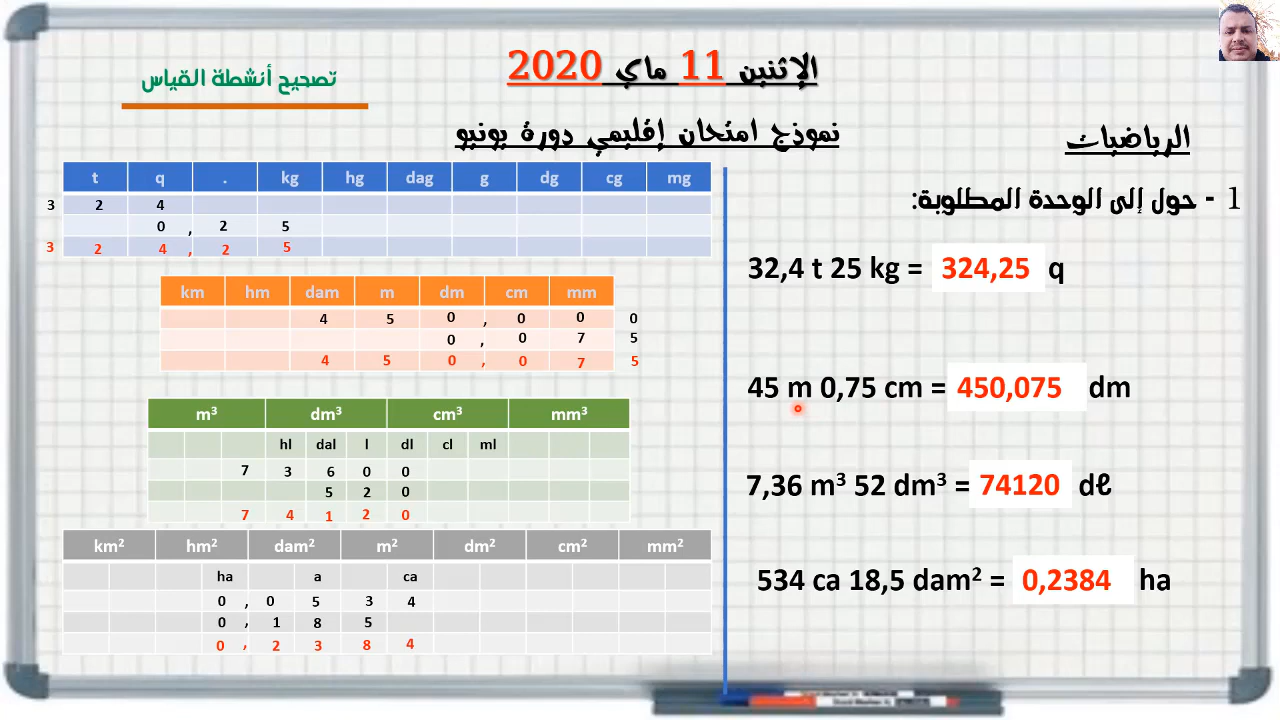 الإثنين 11 ماي 2020
تصحيح أنشطة القياس
نموذج امتحان إقليمي دورة يونيو
الرياضيات
1 - حول إلى الوحدة المطلوبة:
32,4 t 25 kg = 324,25 q
45 m 0,75 cm = 450,075 dm
7,36 m³ 52 dm³ = 74120 dℓ
534 ca 18,5 dam² = 0,2384 ha
t q . kg hg dag g dg cg mg
3 2 4
0 , 2 5
3 2 4 , 2 5
km hm dam m dm cm mm
4 5 0 , 0 0 0
0 , 0 7 5
4 5 0 , 0 7 5
m³ dm³ cm³ mm³
hl dal l dl cl ml
7 3 6 0 0
5 2 0
7 4 1 2 0
km² hm² dam² m² dm² cm² mm²
ha a ca
0 , 0 5 3 4
0 , 1 8 5
0 , 2 3 8 4